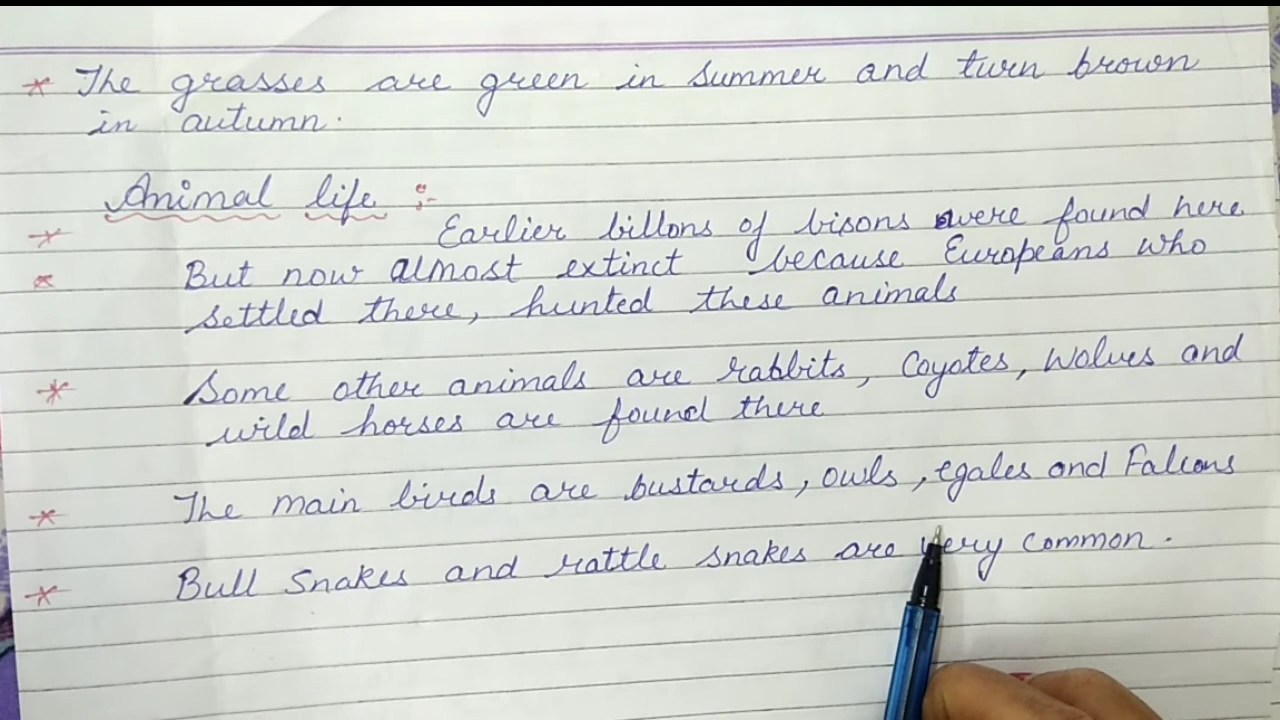 * The grasses are green in summer and turn brown
in autumn.
Animal life :-
* Earlier billons of bisons were found here
* But now almost extinct because Europeans who
settled there, hunted these animals
* Some other animals are rabbits, Coyotes, Wolves and
wild horses are found there
* The main birds are bustards, owls, egales and Falcons
* Bull Snakes and rattle snakes are very common.